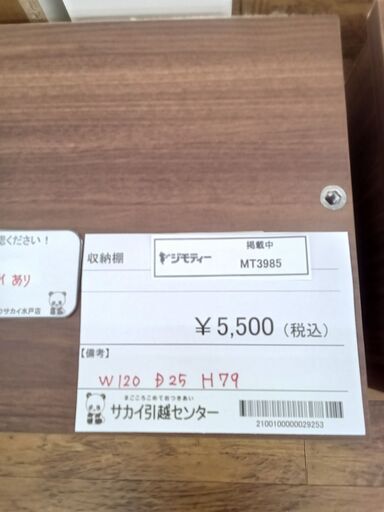 認ください！
イ あり
のサカイ水戸店
収納棚
ジモティー
掲載中
MT3985
￥5,500（税込）
【備考】
W120 D25 H79
まごころこめておつきあい
サカイ引越センター
2100100000029253